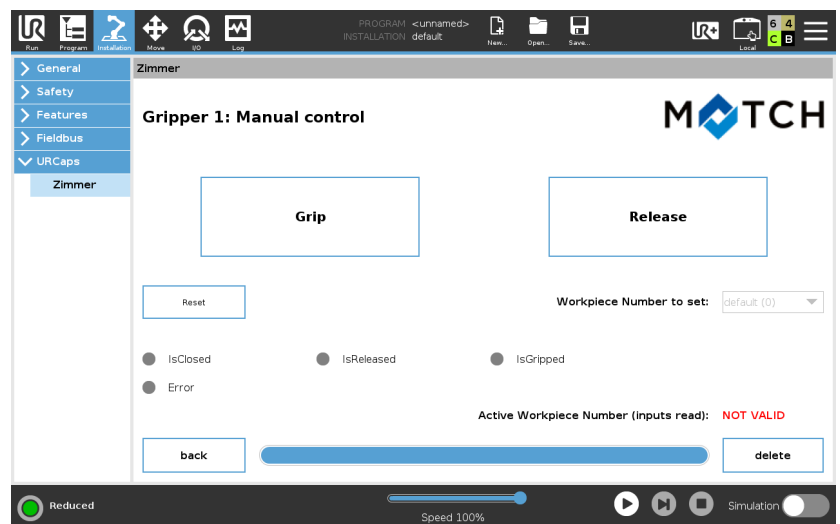 PROGRAM <unnamed>
INSTALLATION default
UR
R+
6 4
C B
Run Program Installation Move I/O Log New... Open... Save... Local
General
Zimmer
Safety
Features
Fieldbus
URCaps
Zimmer
Gripper 1: Manual control
MATCH
Grip
Release
Reset
Workpiece Number to set:
default (0)
IsClosed
IsReleased
IsGripped
Error
Active Workpiece Number (inputs read):
NOT VALID
back
delete
Reduced
Speed 100%
Simulation